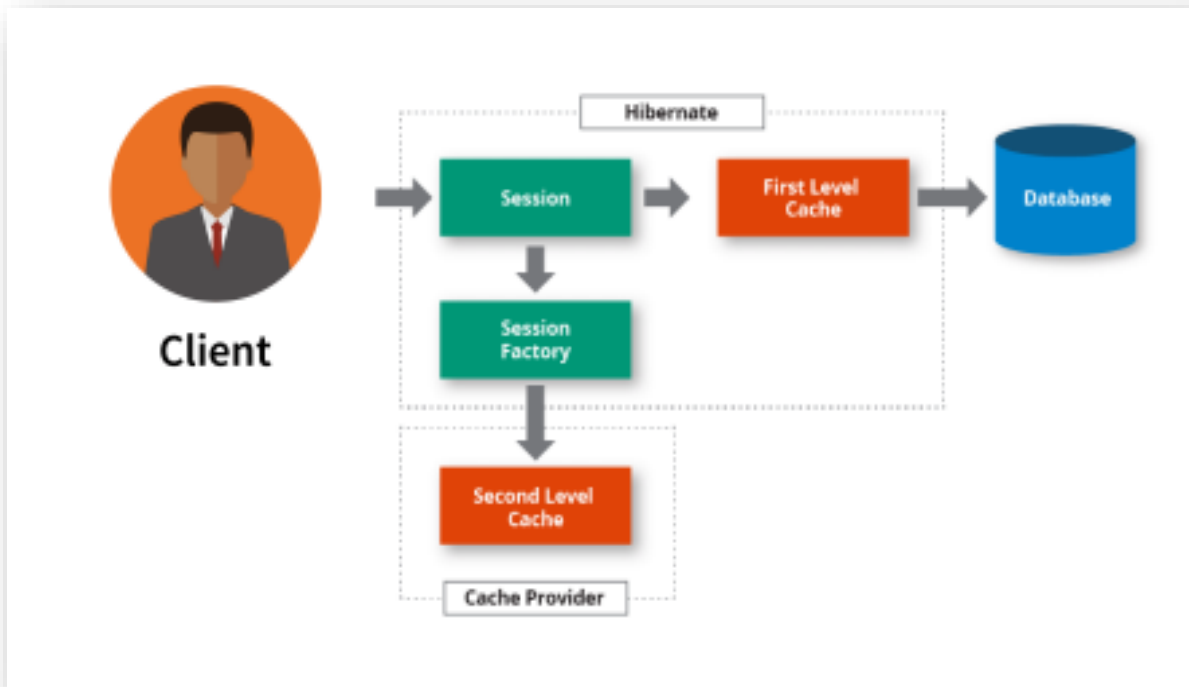 Hibernate
Session
First Level
Cache
Database
Session
Factory
Client
Second Level
Cache
Cache Provider